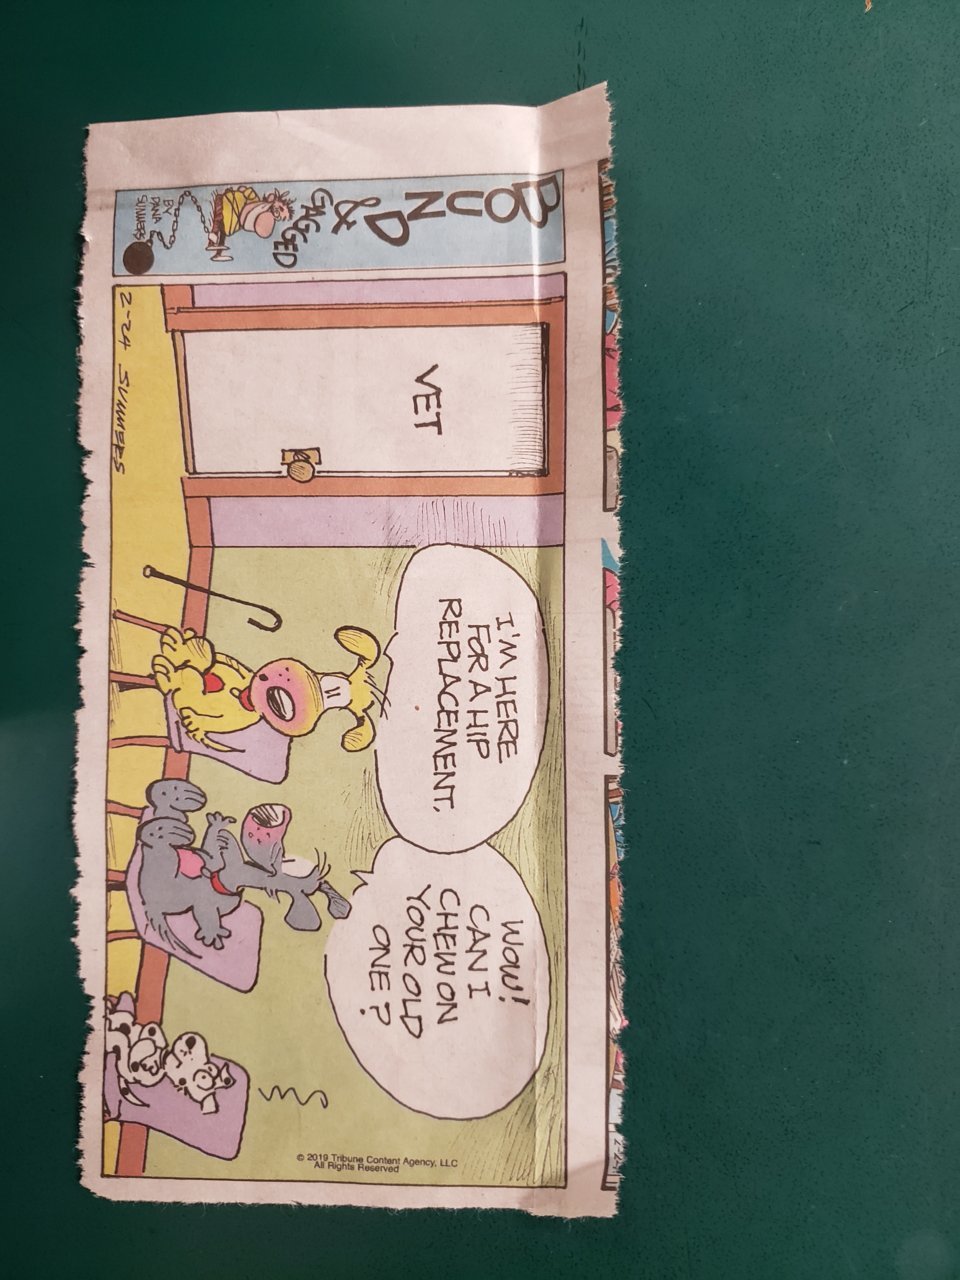 BOUND
&
GAGGED
BY
DANA
SUMMERS
VET
2-24 SUMMERS
I'M HERE
FOR A HIP
REPLACEMENT.
WOW!
CAN I
CHEW ON
YOUR OLD
ONE?
© 2019 Tribune Content Agency, LLC
All Rights Reserved